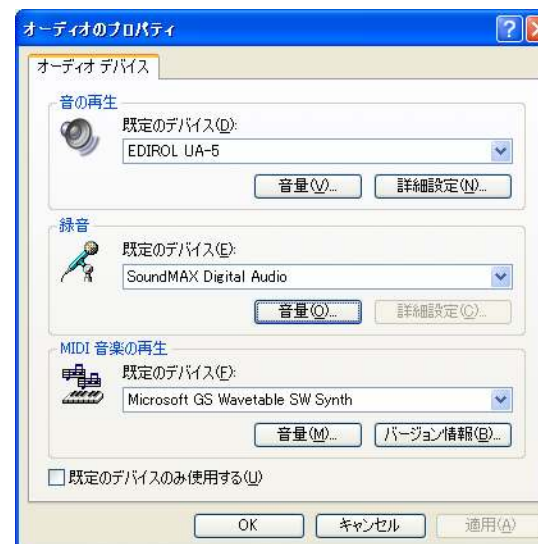 オーディオのプロパティ
オーディオ デバイス
音の再生
既定のデバイス(D):
EDIROL UA-5
音量(V)...
詳細設定(N)...
録音
既定のデバイス(E):
SoundMAX Digital Audio
音量(O)...
詳細設定(C)...
MIDI 音楽の再生
既定のデバイス(F):
Microsoft GS Wavetable SW Synth
音量(M)...
バージョン情報(B)...
既定のデバイスのみ使用する(U)
OK
キャンセル
適用(A)